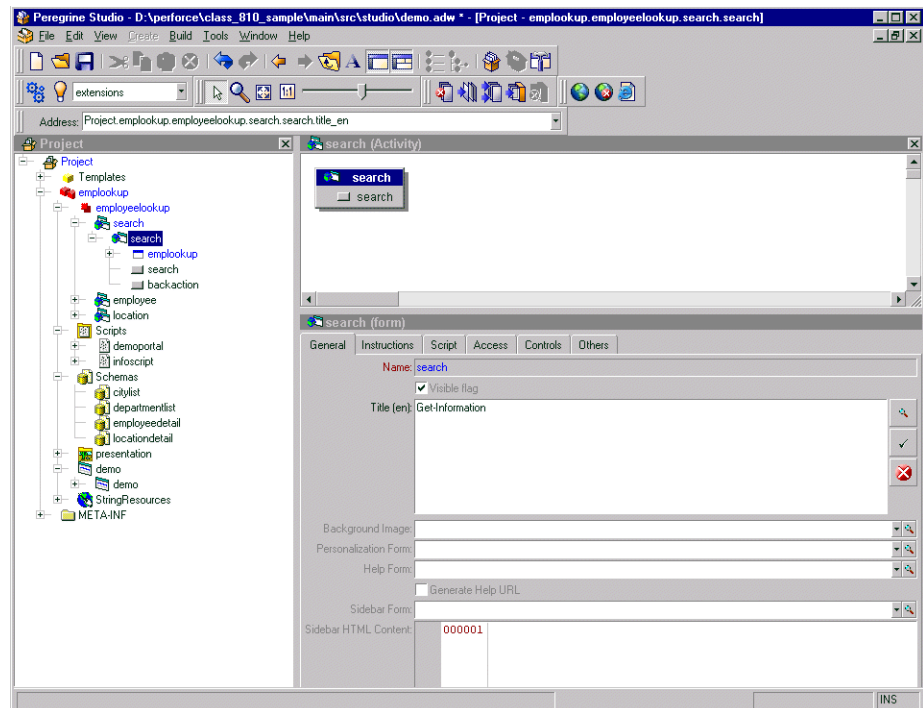 Peregrine Studio - D:\perforce\class_810_sample\main\src\studio\demo.adw * - [Project - emplookup.employeelookup.search.search]
File Edit View Create Build Tools Window Help
A
extensions 1:1
Address: Project.emplookup.employeelookup.search.search.title_en
Project
Project
Templates
emplookup
employeelookup
search
search
emplookup
search
backaction
employee
location
Scripts
demoportal
infoscript
Schemas
citylist
departmentlist
employeedetail
locationdetail
presentation
demo
demo
StringResources
META-INF
search (Activity)
search
search
search (form)
General Instructions Script Access Controls Others
Name: search
Visible flag
Title (en): Get-Information
Background Image:
Personalization Form:
Help Form:
Generate Help URL
Sidebar Form:
Sidebar HTML Content: 000001
INS